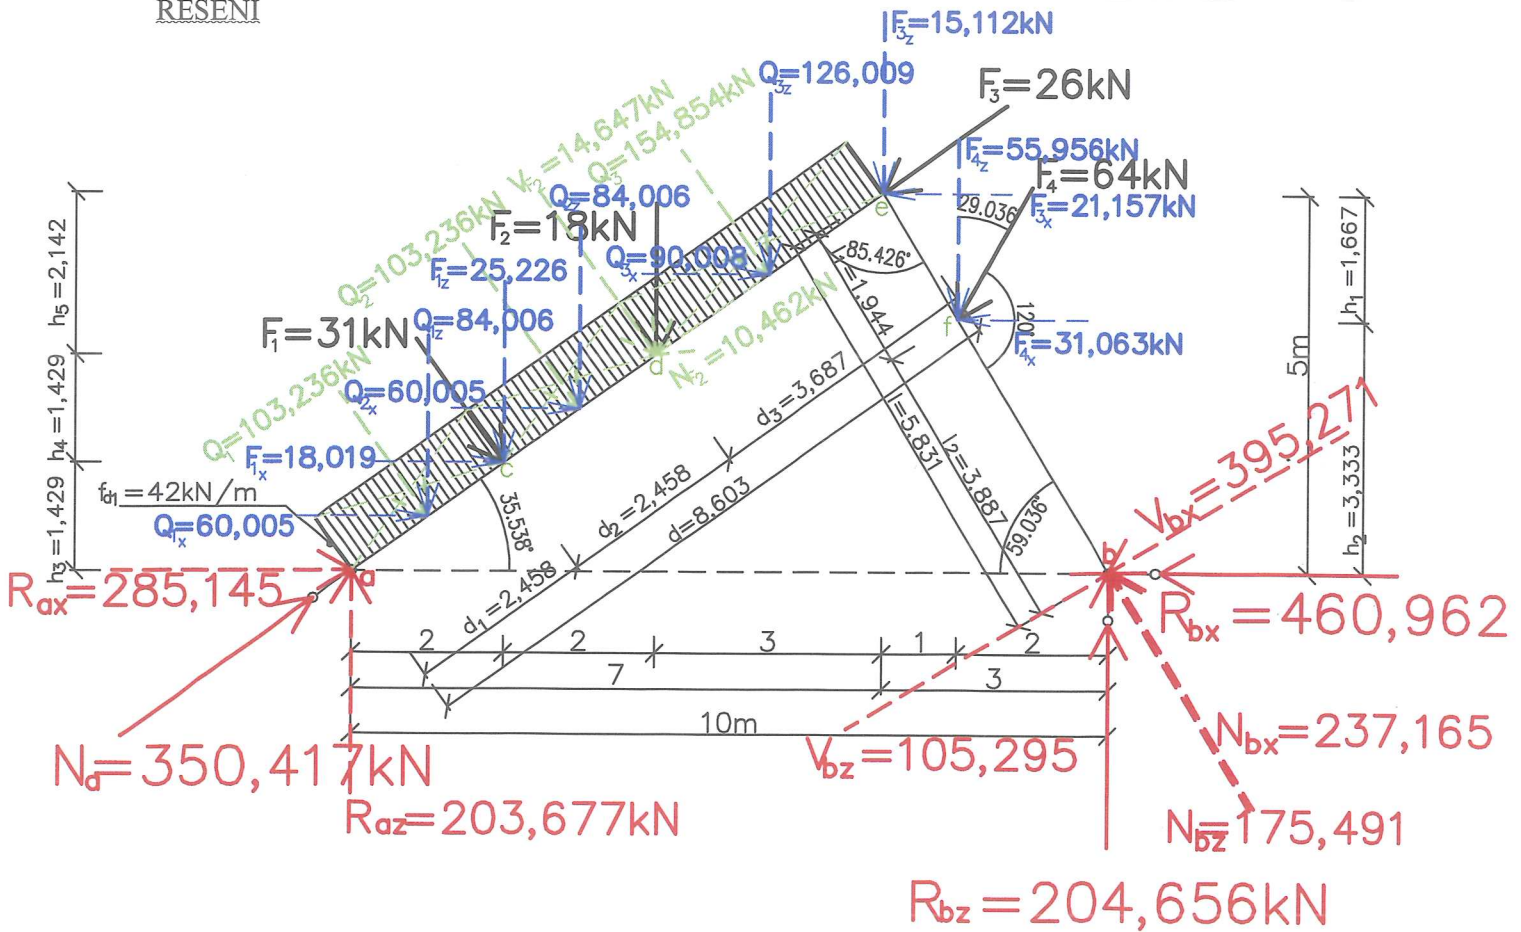 ŘEŠENÍ
F3z=15,112kN
Q3z=126,009
F3=26kN
VF2=14,647kN
Q3=154,854kN
F4z=55,956kN
F4=64kN
Q2z=84,006
F2=18kN
29.036
F3x=21,157kN
e
Q2=103,236kN
Q3x=90,008
85.426°
F1z=25,226
l1=1,944
h5=2,142
h1=1,667
F1=31kN
Q1z=84,006
NF2=10,462kN
120
f
F4x=31,063kN
d
5m
Q2x=60,005
d3=3,687
h4=1,429
Q1=103,236kN
l=5,831
l2=3,887
Vbx=395,271
F1x=18,019
c
fd1=42kN/m
35.538°
d2=2,458
d=8,603
59.036°
h2=3,333
Q1x=60,005
h3=1,429
a
b
Rax=285,145
d1=2,458
Rbx=460,962
2
2
3
1
2
7
3
10m
Na=350,417kN
Vbz=105,295
Nbx=237,165
Raz=203,677kN
Nbz=175,491
Rbz=204,656kN